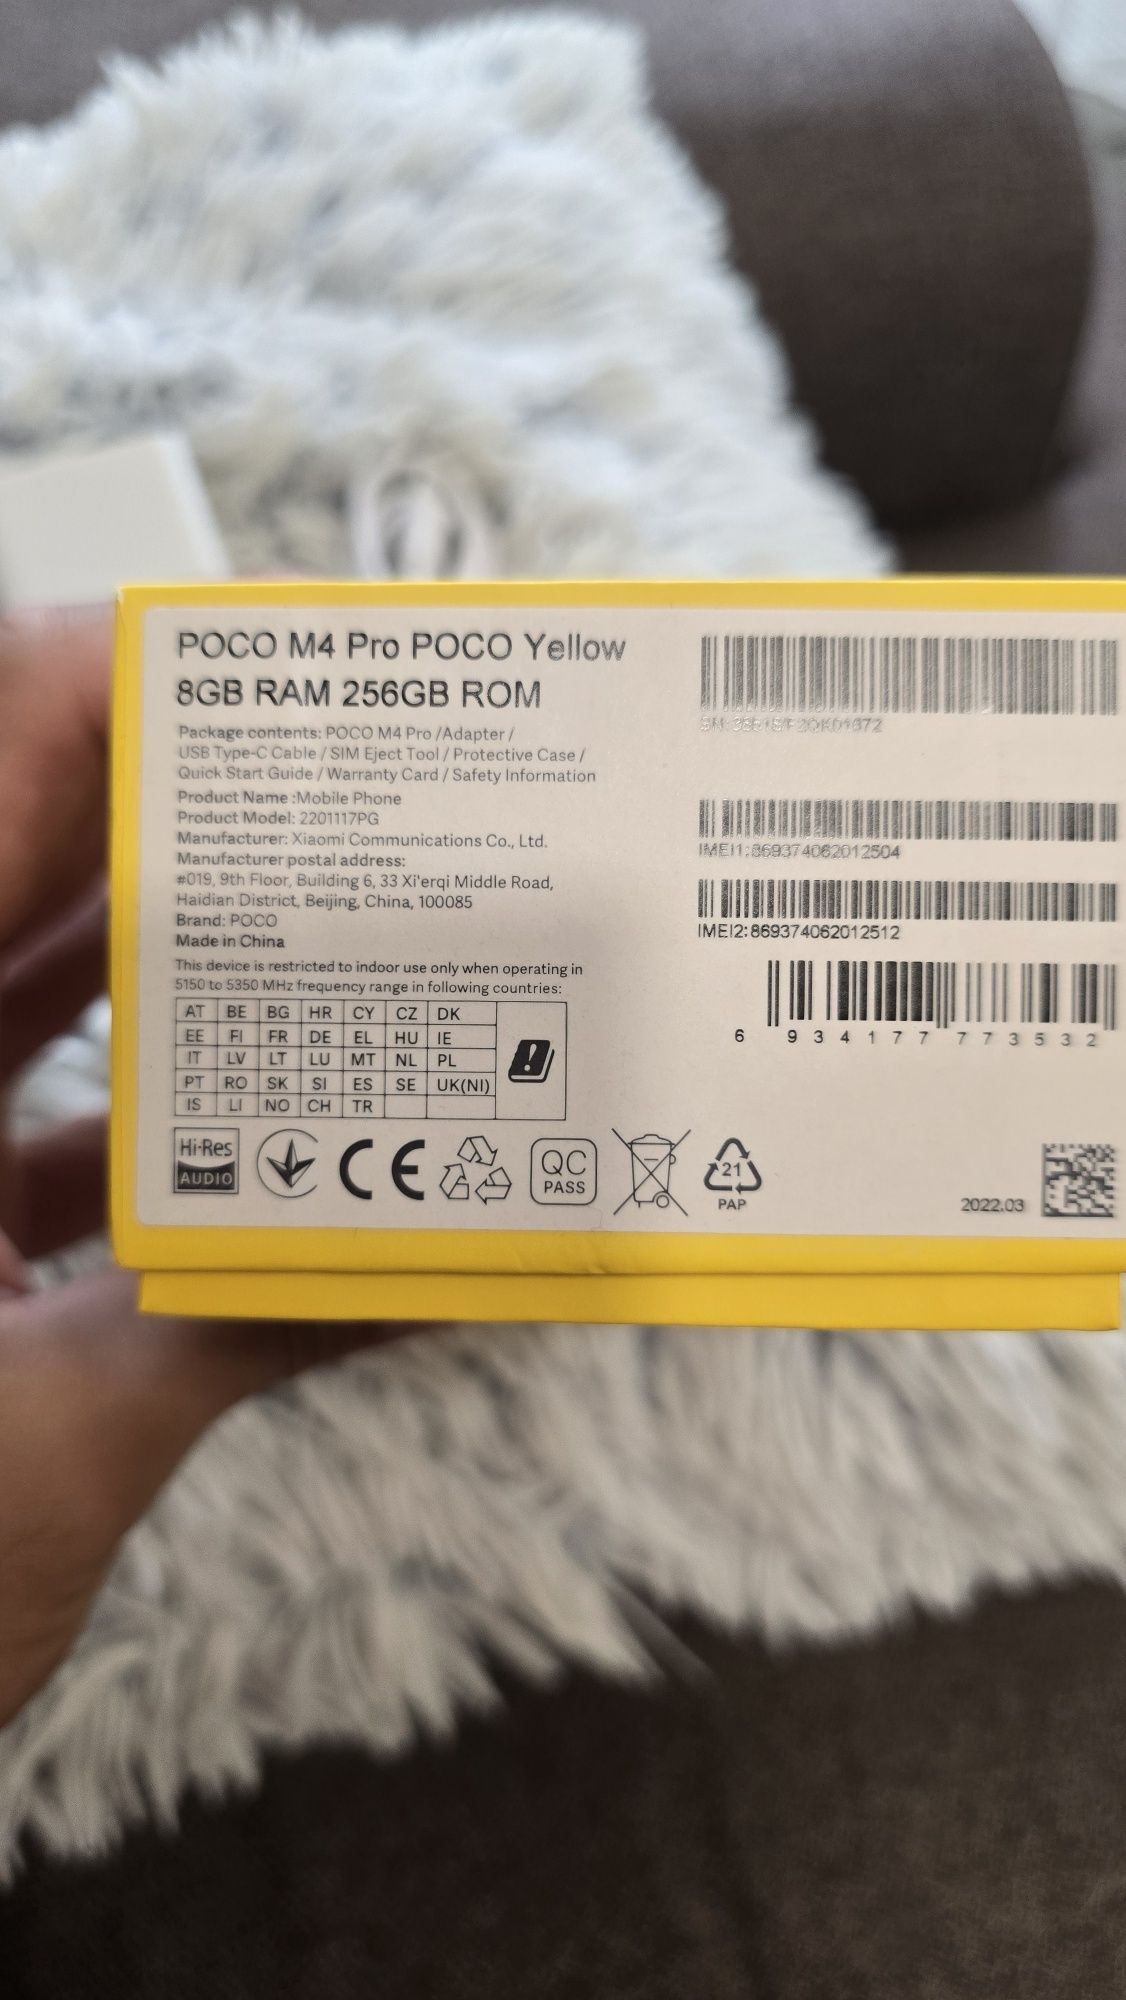 POCO M4 Pro POCO Yellow
8GB RAM 256GB ROM
Package contents: POCO M4 Pro /Adapter /
USB Type-C Cable / SIM Eject Tool / Protective Case /
Quick Start Guide / Warranty Card / Safety Information
Product Name :Mobile Phone
Product Model: 2201117PG
Manufacturer: Xiaomi Communications Co., Ltd.
Manufacturer postal address:
#019, 9th Floor, Building 6, 33 Xi'erqi Middle Road,
Haidian District, Beijing, China, 100085
Brand: POCO
Made in China
This device is restricted to indoor use only when operating in
5150 to 5350 MHz frequency range in following countries:
AT BE BG HR CY CZ DK
EE FI FR DE EL HU IE
IT LV LT LU MT NL PL
PT RO SK SI ES SE UK(NI)
IS LI NO CH TR
Hi-Res
AUDIO
CE
QC
PASS
21
PAP
SN:
IMEI1:869374062012504
IMEI2:869374062012512
6 934177 773532
2022.03